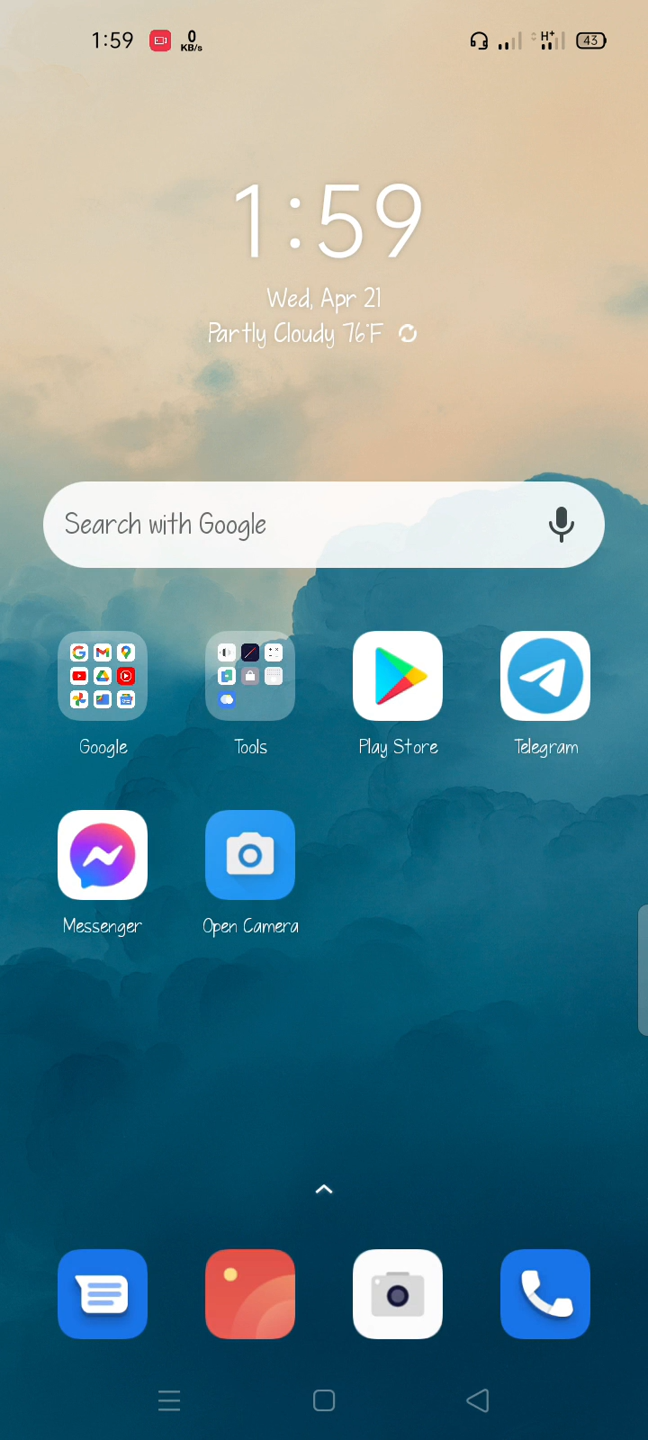 1:59
0
KB/s
H+
43
1:59
Wed, Apr 21
Partly Cloudy 76°F
Search with Google
Google
Tools
Play Store
Telegram
Messenger
Open Camera